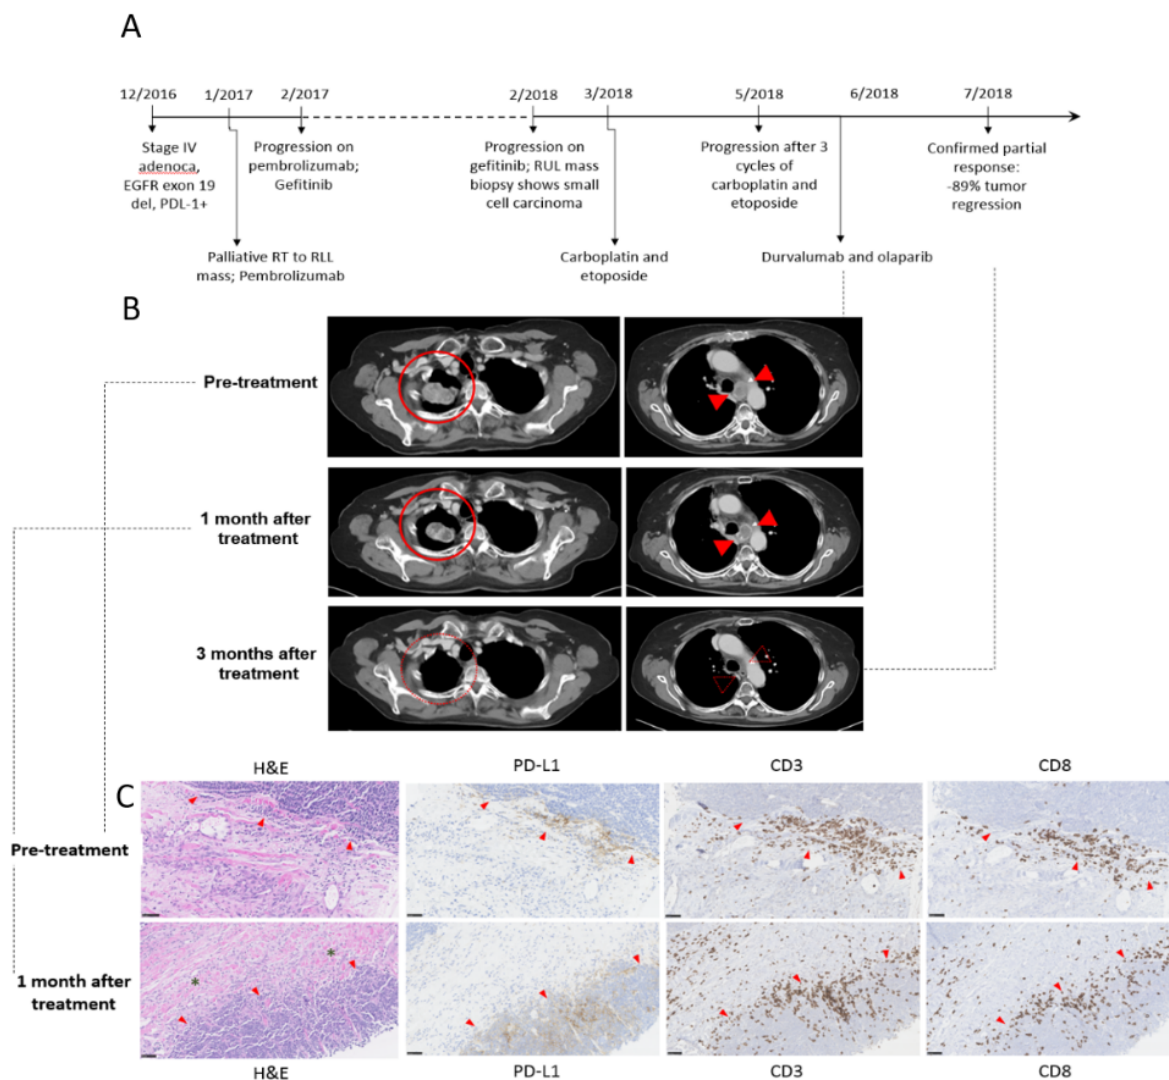 A
12/2016
1/2017
2/2017
2/2018
3/2018
5/2018
6/2018
7/2018
Stage IV
adenoca,
EGFR exon 19
del, PDL-1+
Progression on
pembrolizumab;
Gefitinib
Progression on
gefitinib; RUL mass
biopsy shows small
cell carcinoma
Progression after 3
cycles of
carboplatin and
etoposide
Confirmed partial
response:
-89% tumor
regression
Palliative RT to RLL
mass; Pembrolizumab
Carboplatin and
etoposide
Durvalumab and olaparib
B
Pre-treatment
1 month after
treatment
3 months after
treatment
H&E
PD-L1
CD3
CD8
C
Pre-treatment
1 month after
treatment
H&E
PD-L1
CD3
CD8